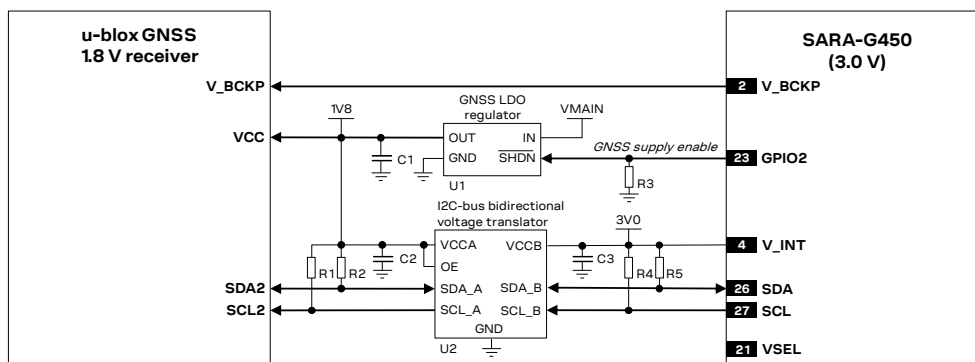 u-blox GNSS
1.8 V receiver
SARA-G450
(3.0 V)
V_BCKP
2 V_BCKP
1V8
GNSS LDO
regulator
VMAIN
VCC
OUT
IN
GND
SHDN
C1
U1
GNSS supply enable
23 GPIO2
R3
I2C-bus bidirectional
voltage translator
3V0
VCCA
VCCB
4 V_INT
OE
R1
R2
C2
C3
R4
R5
SDA2
SDA_A
SDA_B
26 SDA
SCL2
SCL_A
SCL_B
27 SCL
GND
U2
21 VSEL